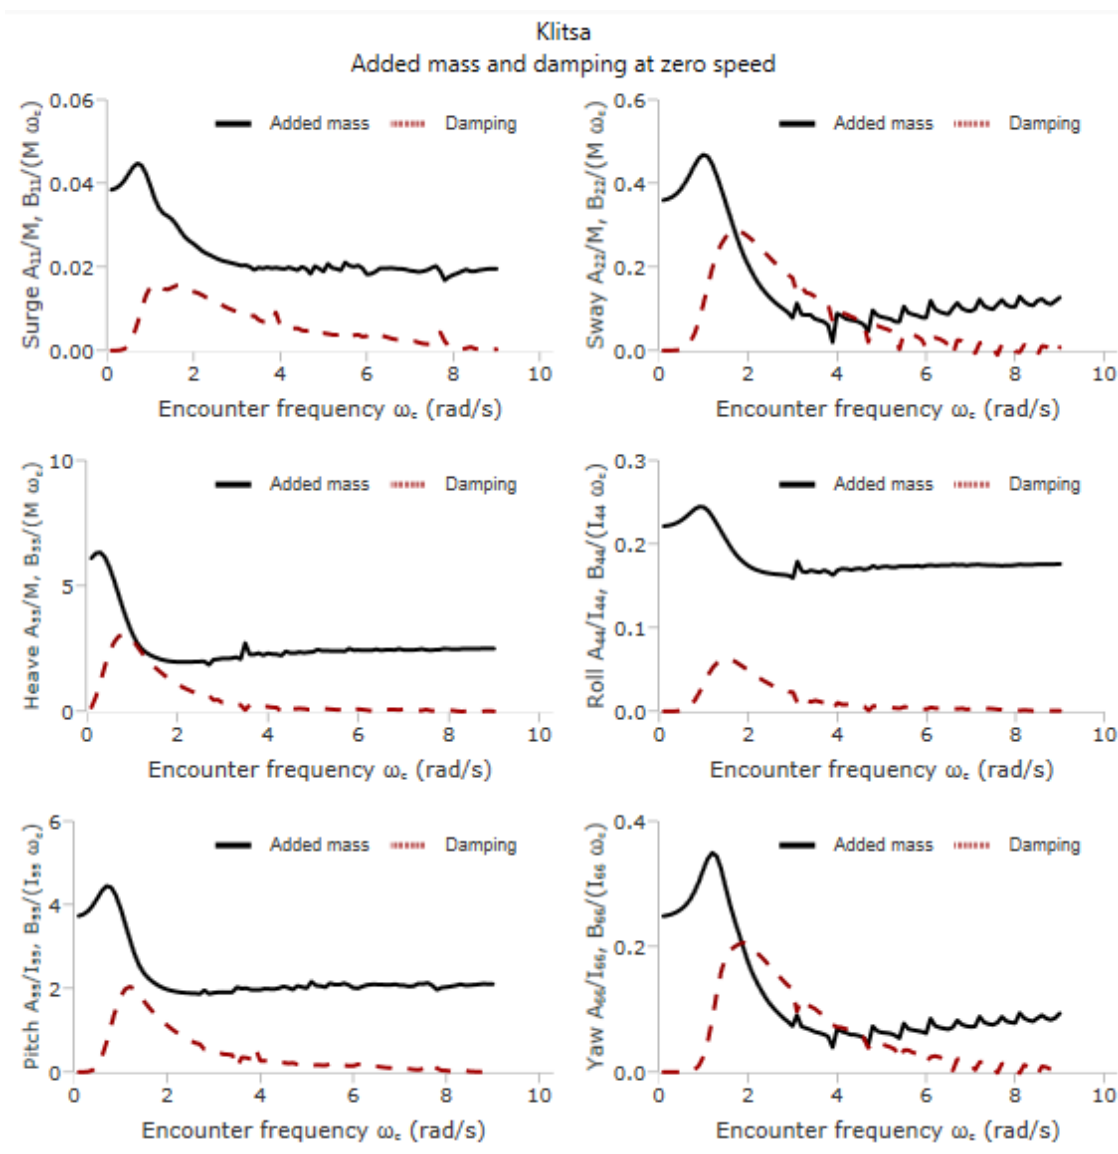 Klitsa
Added mass and damping at zero speed
Surge A₁₁/M, B₁₁/(M ωₑ)
0.06
0.04
0.02
0.00
Added mass
Damping
0 2 4 6 8 10
Encounter frequency ωₑ (rad/s)
Sway A₂₂/M, B₂₂/(M ωₑ)
0.6
0.4
0.2
0.0
Added mass
Damping
0 2 4 6 8 10
Encounter frequency ωₑ (rad/s)
Heave A₃₃/M, B₃₃/(M ωₑ)
10
5
0
Added mass
Damping
0 2 4 6 8 10
Encounter frequency ωₑ (rad/s)
Roll A₄₄/I₄₄, B₄₄/(I₄₄ ωₑ)
0.3
0.2
0.1
0.0
Added mass
Damping
0 2 4 6 8 10
Encounter frequency ωₑ (rad/s)
Pitch A₅₅/I₅₅, B₅₅/(I₅₅ ωₑ)
6
4
2
0
Added mass
Damping
0 2 4 6 8 10
Encounter frequency ωₑ (rad/s)
Yaw A₆₆/I₆₆, B₆₆/(I₆₆ ωₑ)
0.4
0.2
0.0
Added mass
Damping
0 2 4 6 8 10
Encounter frequency ωₑ (rad/s)